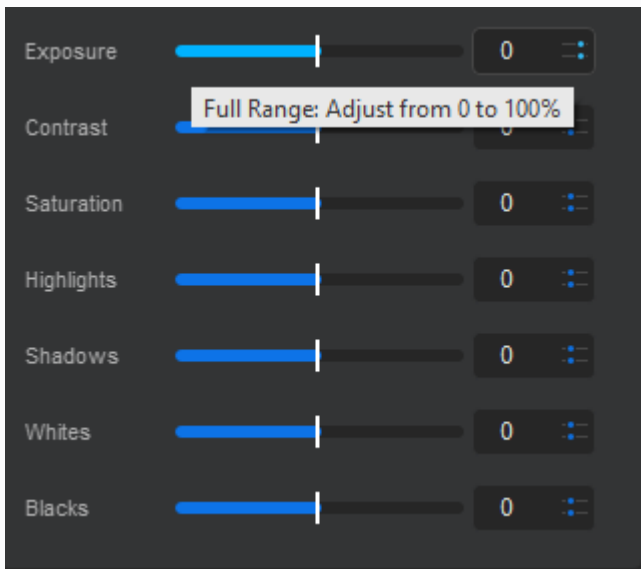 Exposure 0
Full Range: Adjust from 0 to 100%
Contrast 0
Saturation 0
Highlights 0
Shadows 0
Whites 0
Blacks 0